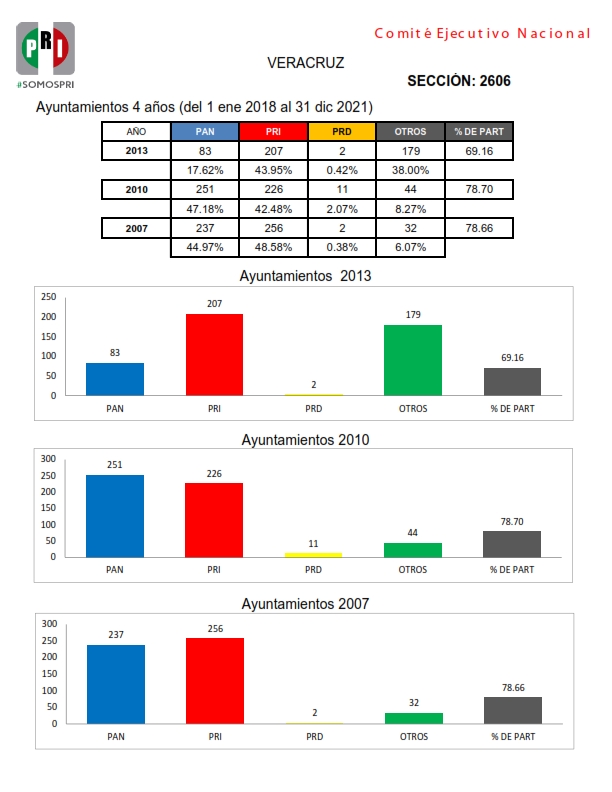 Comité Ejecutivo Nacional
PRI
#SOMOSPRI
VERACRUZ
SECCIÓN: 2606
Ayuntamientos 4 años (del 1 ene 2018 al 31 dic 2021)
AÑO PAN PRI PRD OTROS % DE PART
2013 83 207 2 179 69.16
17.62% 43.95% 0.42% 38.00%
2010 251 226 11 44 78.70
47.18% 42.48% 2.07% 8.27%
2007 237 256 2 32 78.66
44.97% 48.58% 0.38% 6.07%
Ayuntamientos 2013
250
200
150
100
50
0
83 207 2 179 69.16
PAN PRI PRD OTROS % DE PART
Ayuntamientos 2010
300
250
200
150
100
50
0
251 226 11 44 78.70
PAN PRI PRD OTROS % DE PART
Ayuntamientos 2007
300
250
200
150
100
50
0
237 256 2 32 78.66
PAN PRI PRD OTROS % DE PART